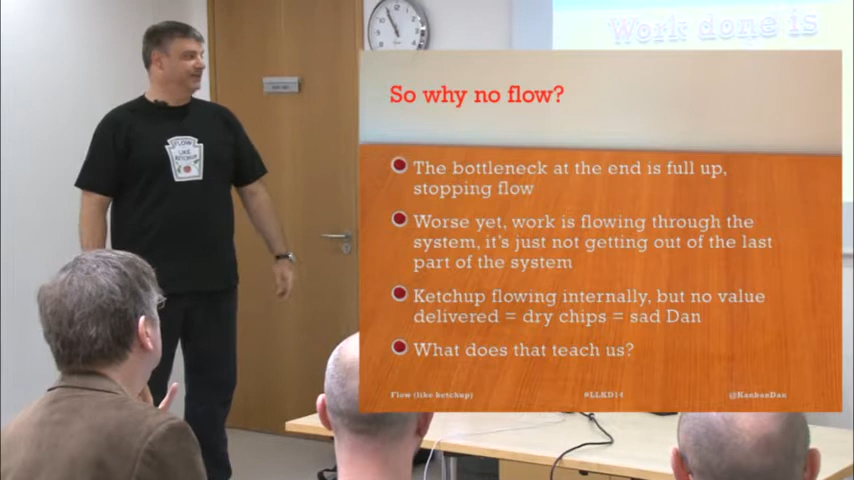 Work done is
So why no flow?
The bottleneck at the end is full up,
stopping flow
Worse yet, work is flowing through the
system, it's just not getting out of the last
part of the system
Ketchup flowing internally, but no value
delivered = dry chips = sad Dan
What does that teach us?
Flow (like ketchup) #LLKD14 @KanbanDan
FLOW
LIKE
KETCHUP